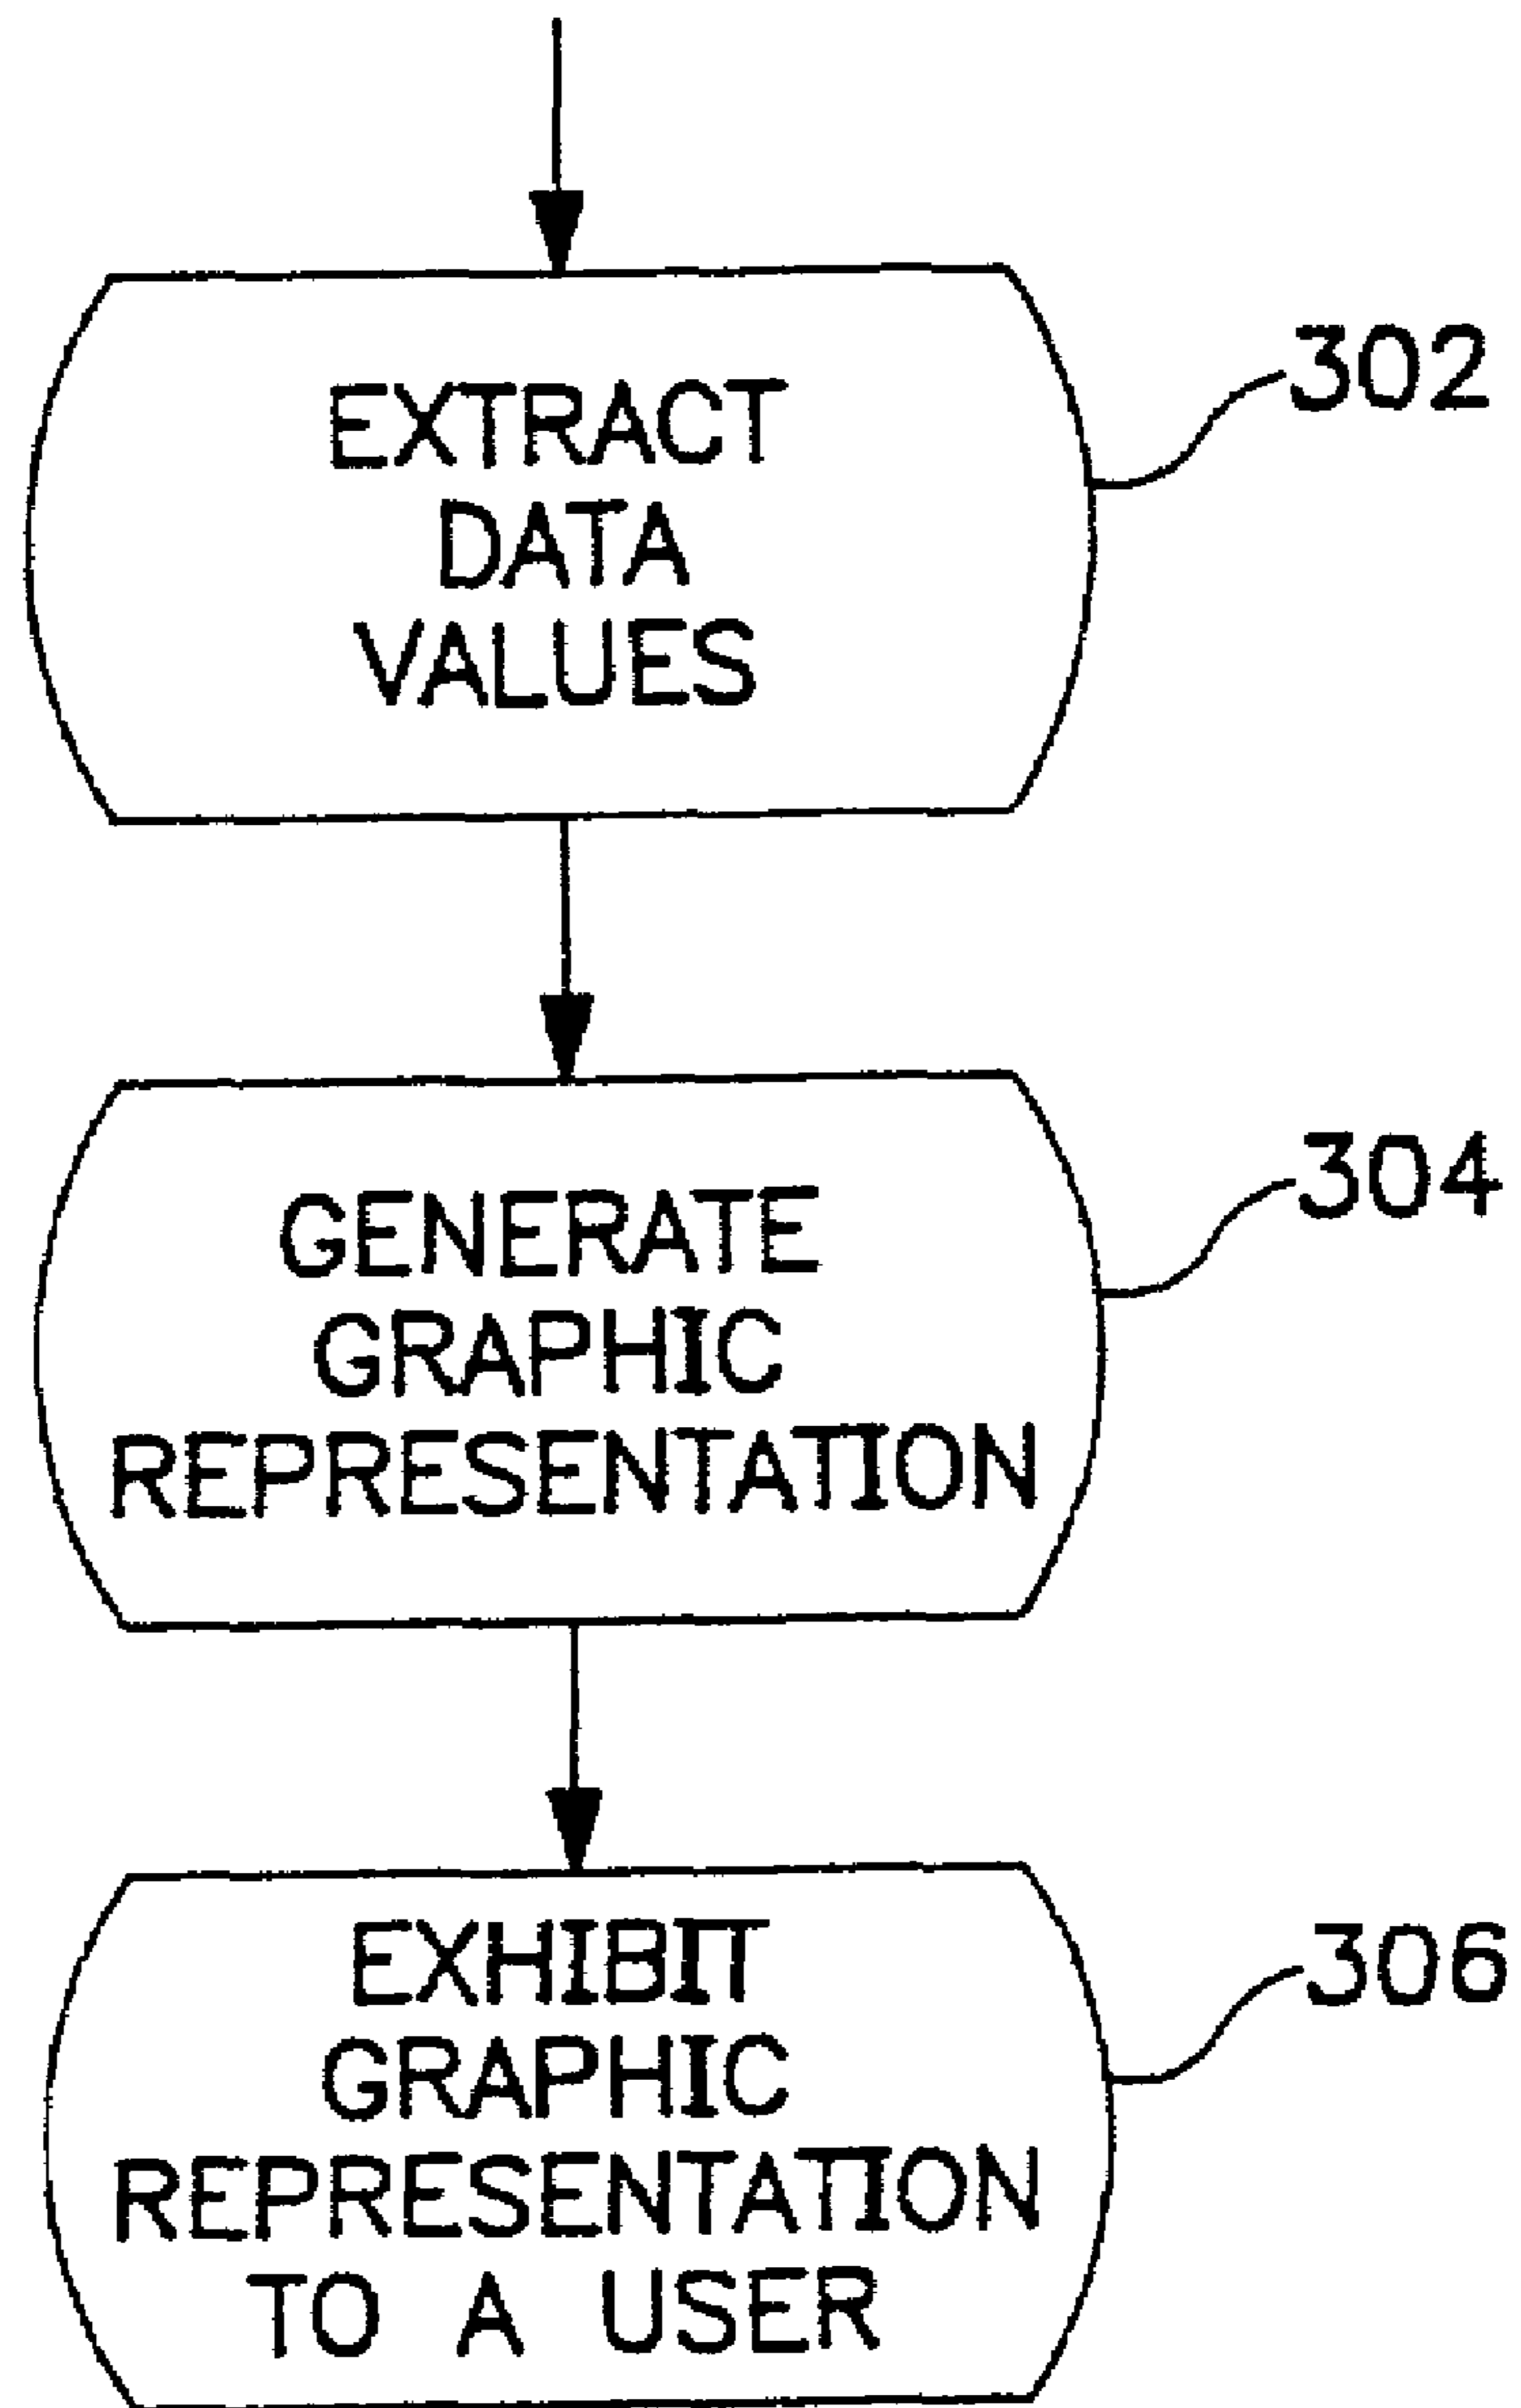 EXTRACT
DATA
VALUES
302
GENERATE
GRAPHIC
REPRESENTATION
304
EXHIBIT
GRAPHIC
REPRESENTATION
TO A USER
306